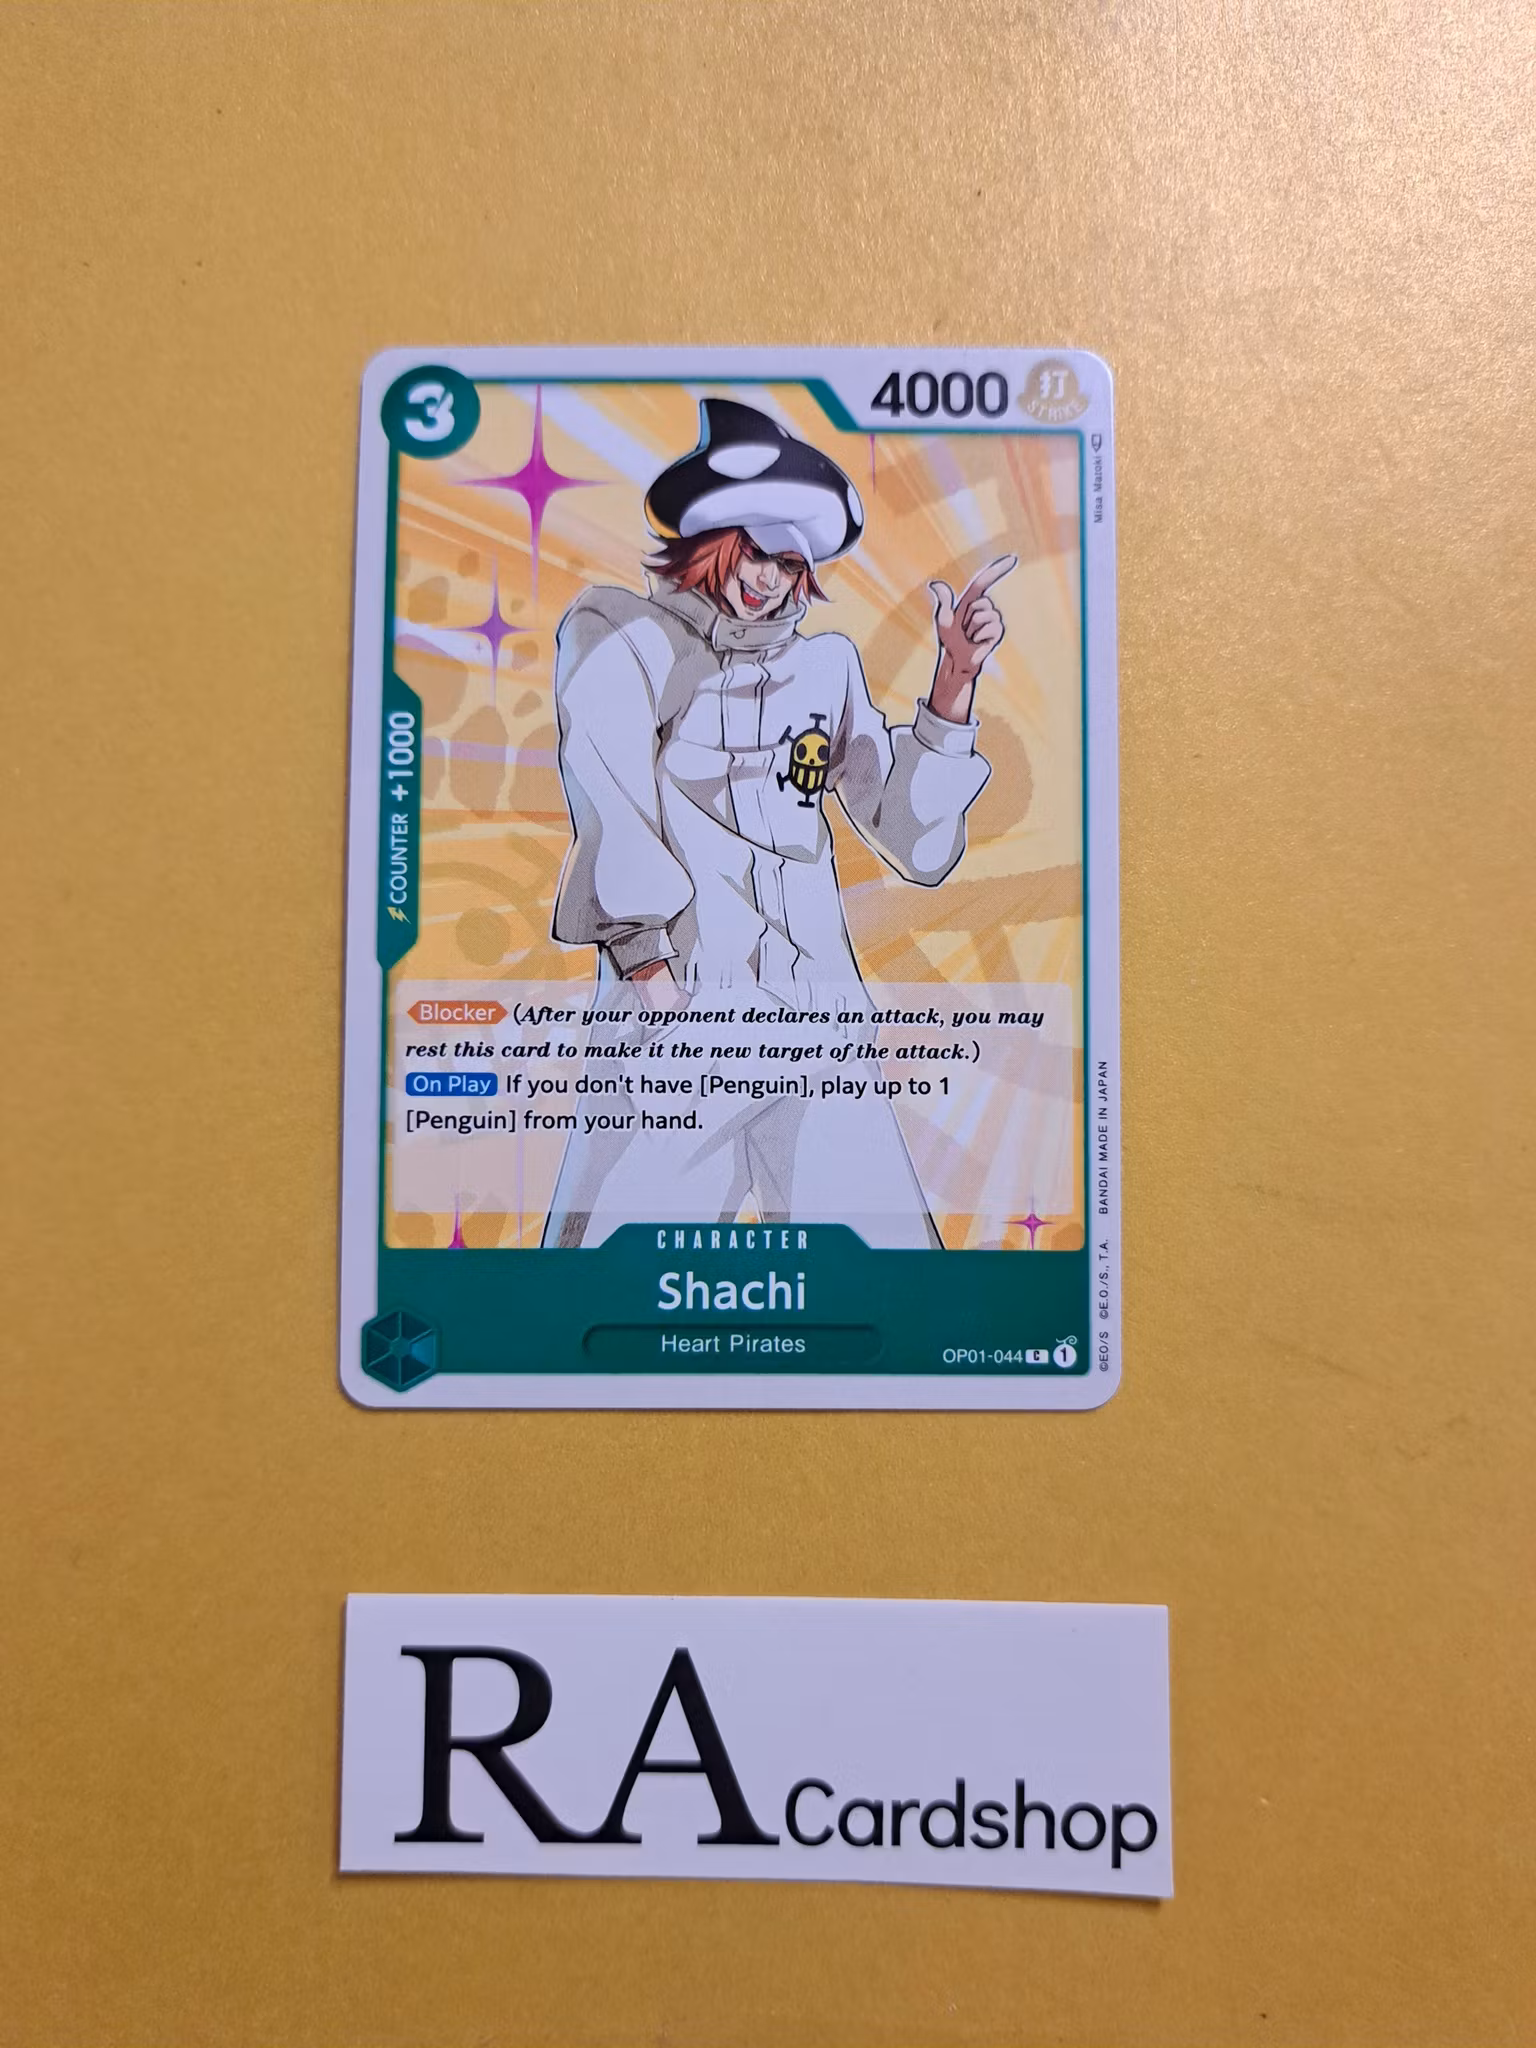 3
4000
打
STRIKE
Misa Matoki
COUNTER +1000
Blocker (After your opponent declares an attack, you may
rest this card to make it the new target of the attack.)
On Play If you don't have [Penguin], play up to 1
[Penguin] from your hand.
CHARACTER
Shachi
Heart Pirates
OP01-044 C 1
©EO/S ©E.O./S., T.A. BANDAI MADE IN JAPAN
RA Cardshop